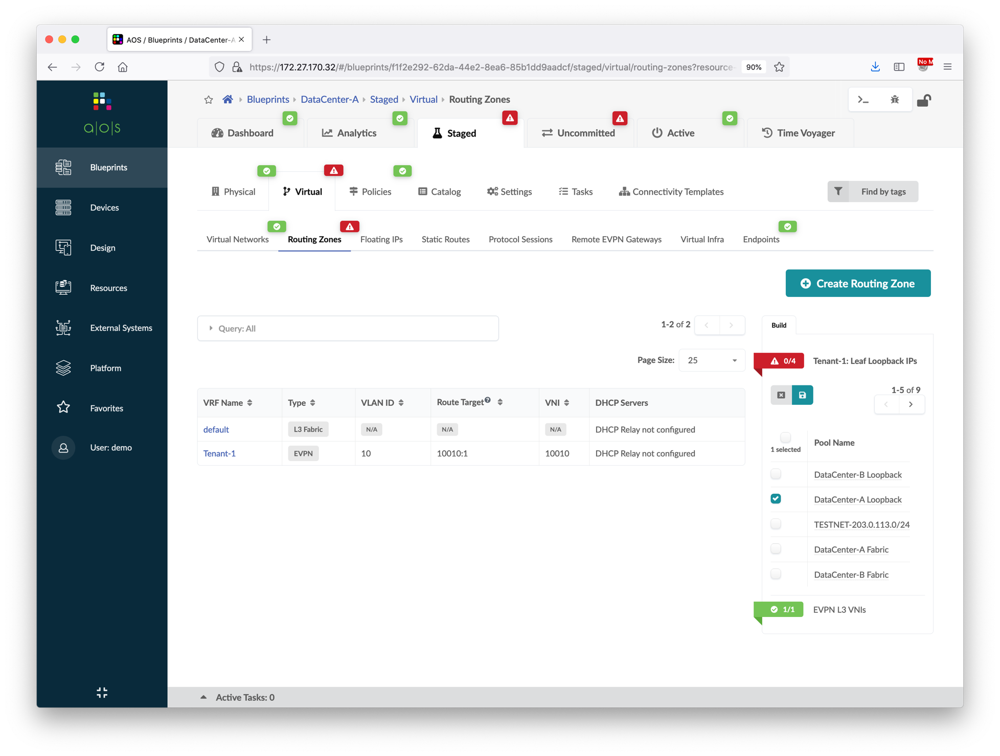 AOS / Blueprints / DataCenter-A
https://172.27.170.32/#/blueprints/f1f2e292-62da-44e2-8ea6-85b1dd9aadcf/staged/virtual/routing-zones?resource-
90%
No M
a|o|s
Blueprints
Devices
Design
Resources
External Systems
Platform
Favorites
User: demo
Blueprints DataCenter-A Staged Virtual Routing Zones
Dashboard Analytics Staged Uncommitted Active Time Voyager
Physical Virtual Policies Catalog Settings Tasks Connectivity Templates Find by tags
Virtual Networks Routing Zones Floating IPs Static Routes Protocol Sessions Remote EVPN Gateways Virtual Infra Endpoints
Create Routing Zone
Query: All
1-2 of 2
Page Size: 25
VRF Name Type VLAN ID Route Target VNI DHCP Servers
default L3 Fabric N/A N/A N/A DHCP Relay not configured
Tenant-1 EVPN 10 10010:1 10010 DHCP Relay not configured
Build
0/4 Tenant-1: Leaf Loopback IPs
1-5 of 9
1 selected Pool Name
DataCenter-B Loopback
DataCenter-A Loopback
TESTNET-203.0.113.0/24
DataCenter-A Fabric
DataCenter-B Fabric
1/1 EVPN L3 VNIs
Active Tasks: 0